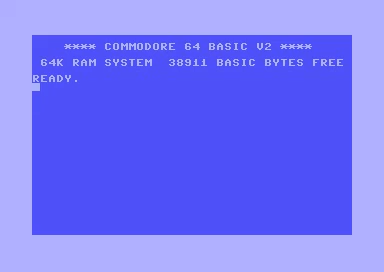 **** COMMODORE 64 BASIC V2 ****
64K RAM SYSTEM  38911 BASIC BYTES FREE
READY.